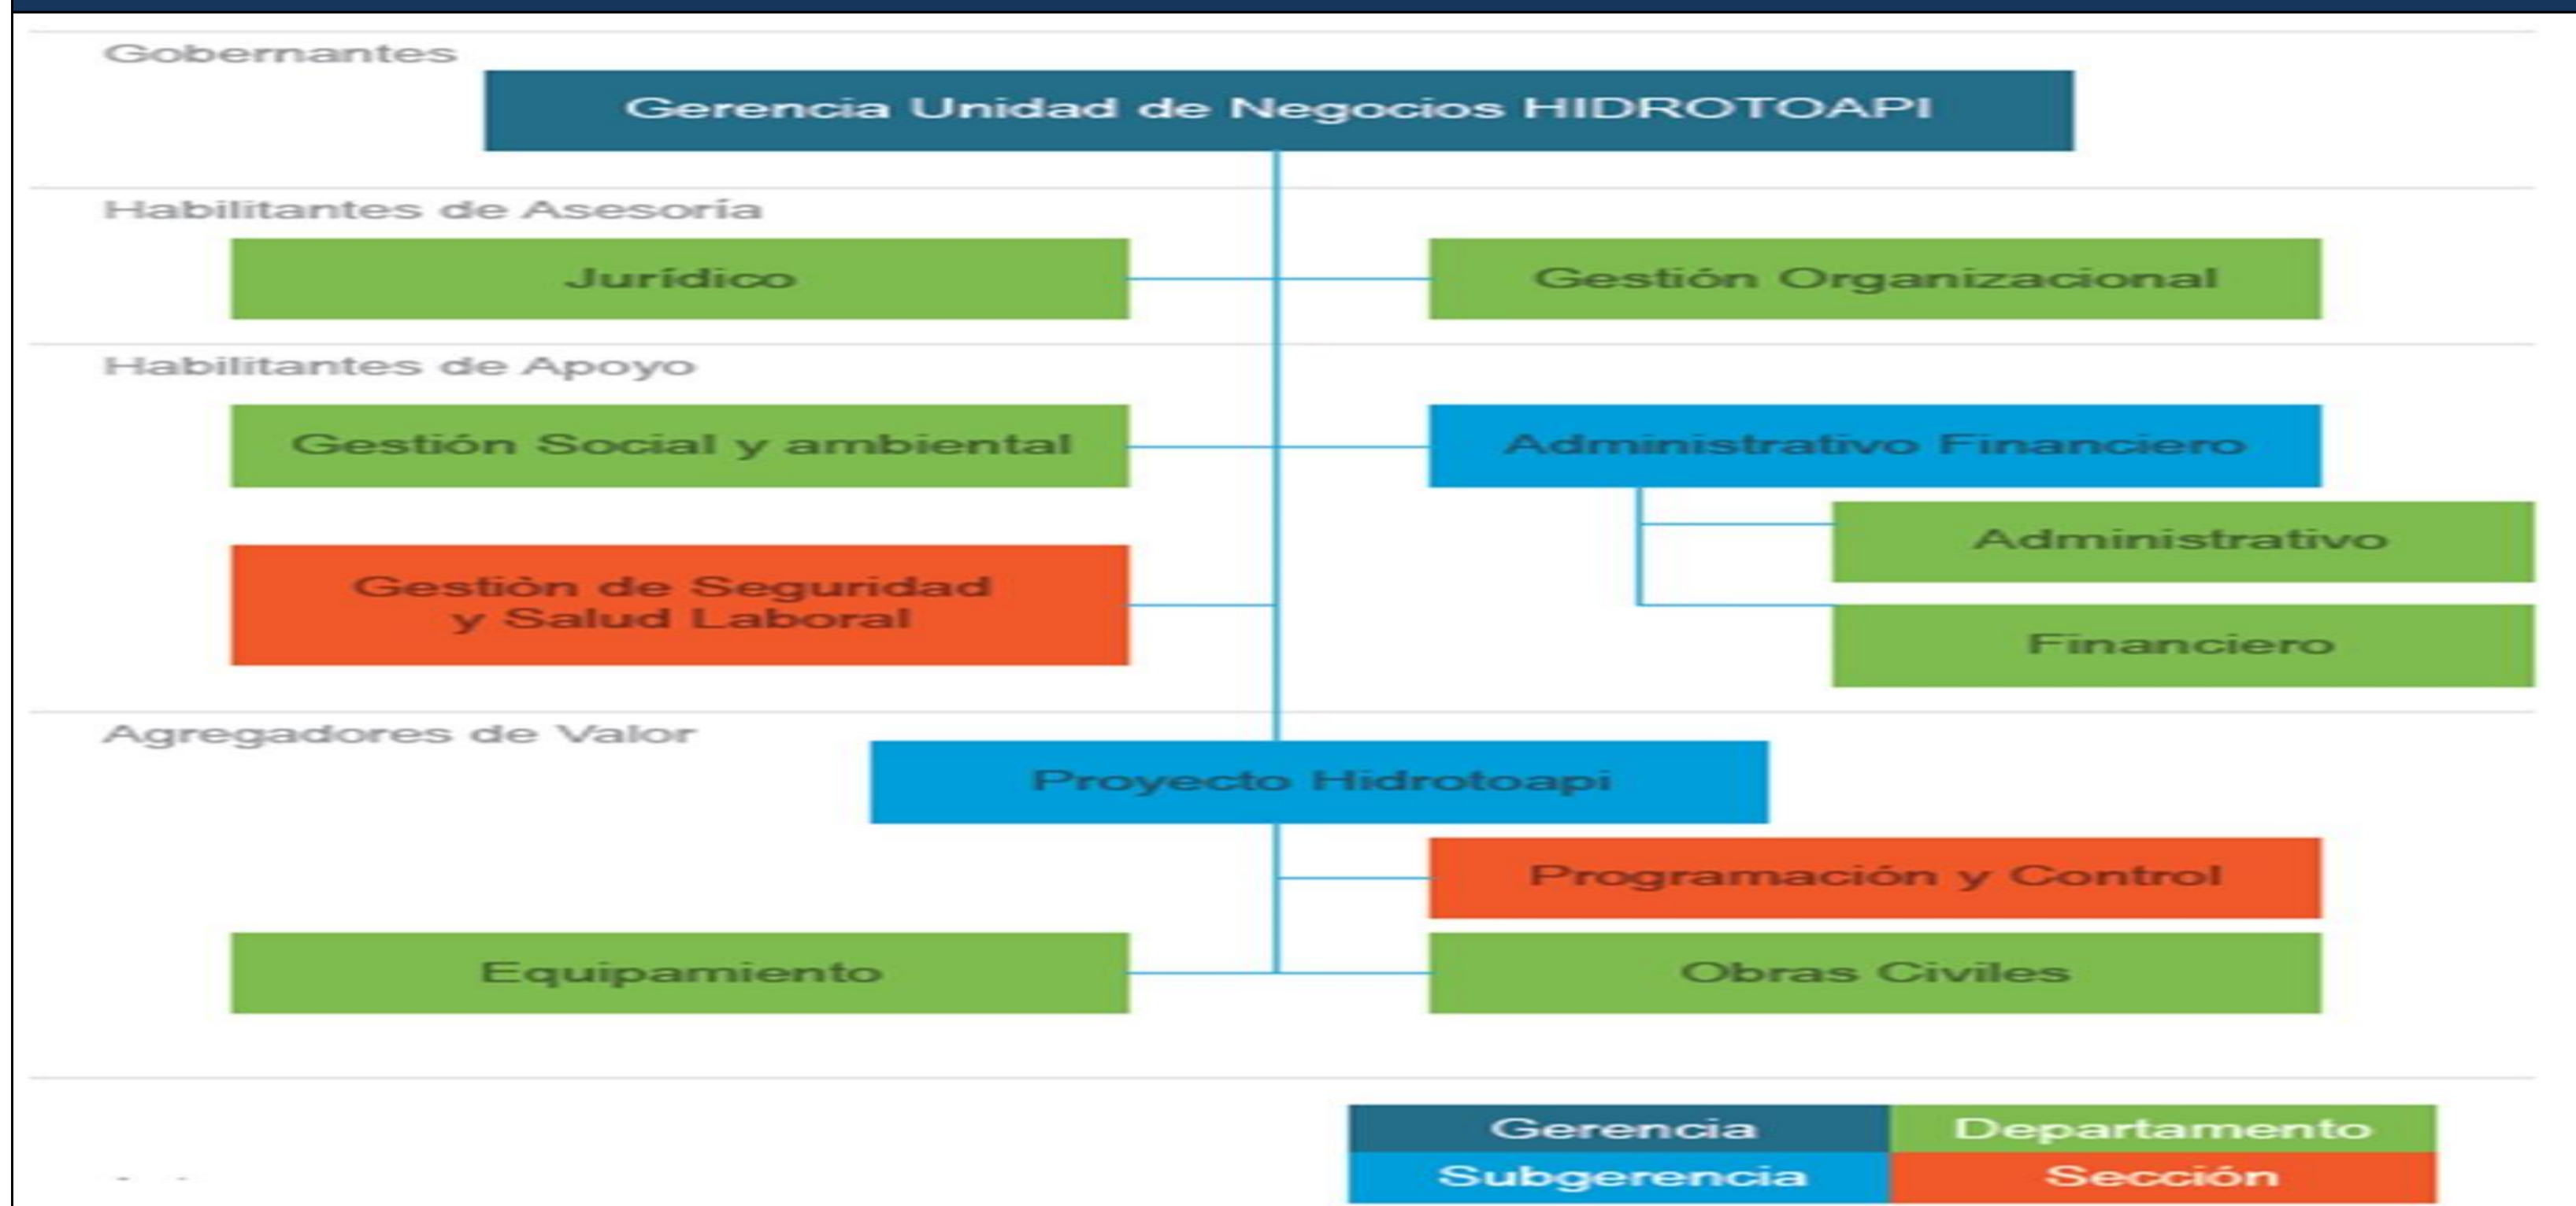 Gobernantes
Gerencia Unidad de Negocios HIDROTOAPI
Habilitantes de Asesoría
Jurídico
Gestión Organizacional
Habilitantes de Apoyo
Gestión Social y ambiental
Administrativo Financiero
Administrativo
Gestiòn de Seguridad
y Salud Laboral
Financiero
Agregadores de Valor
Proyecto Hidrotoapi
Programación y Control
Equipamiento
Obras Civiles
Gerencia
Departamento
Subgerencia
Sección